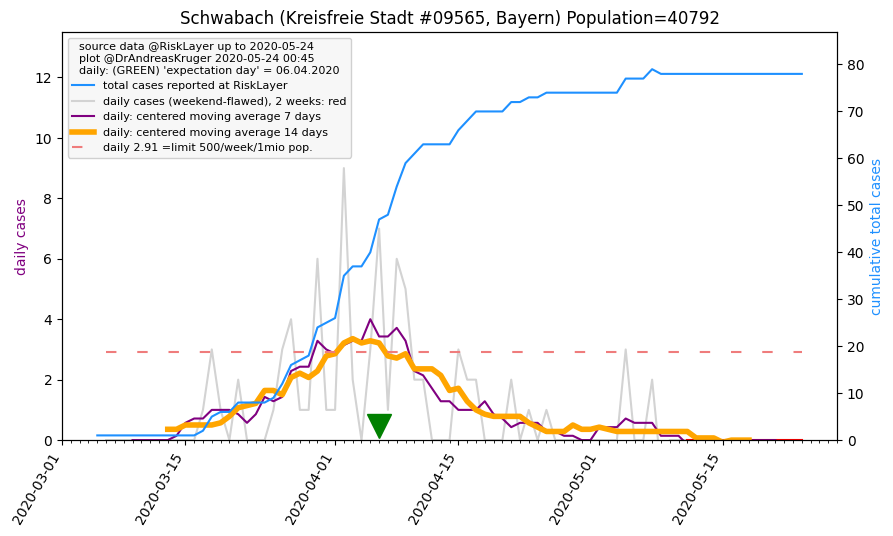 Schwabach (Kreisfreie Stadt #09565, Bayern) Population=40792
source data @RiskLayer up to 2020-05-24
plot @DrAndreasKruger 2020-05-24 00:45
daily: (GREEN) 'expectation day' = 06.04.2020
total cases reported at RiskLayer
daily cases (weekend-flawed), 2 weeks: red
daily: centered moving average 7 days
daily: centered moving average 14 days
daily 2.91 =limit 500/week/1mio pop.
daily cases
12
10
8
6
4
2
0
cumulative total cases
80
70
60
50
40
30
20
10
0
2020-03-01
2020-03-15
2020-04-01
2020-04-15
2020-05-01
2020-05-15